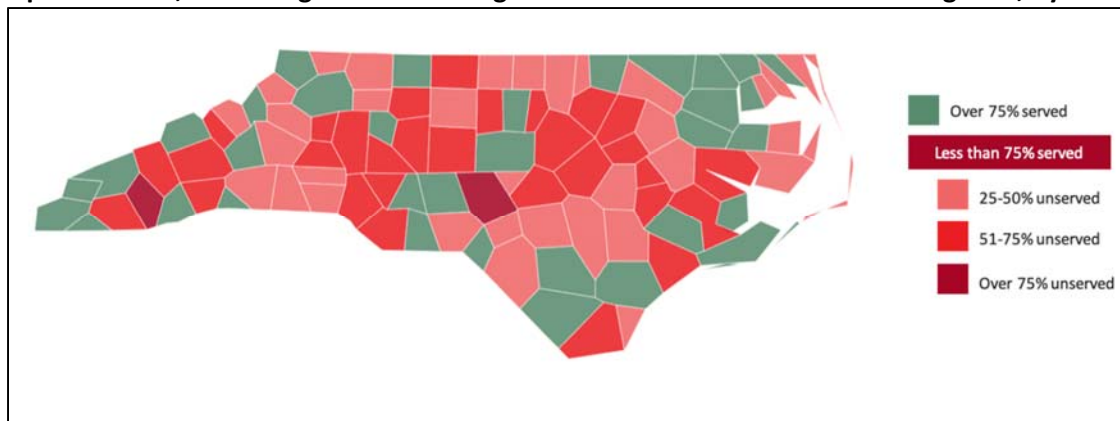 Over 75% served
Less than 75% served
25-50% unserved
51-75% unserved
Over 75% unserved